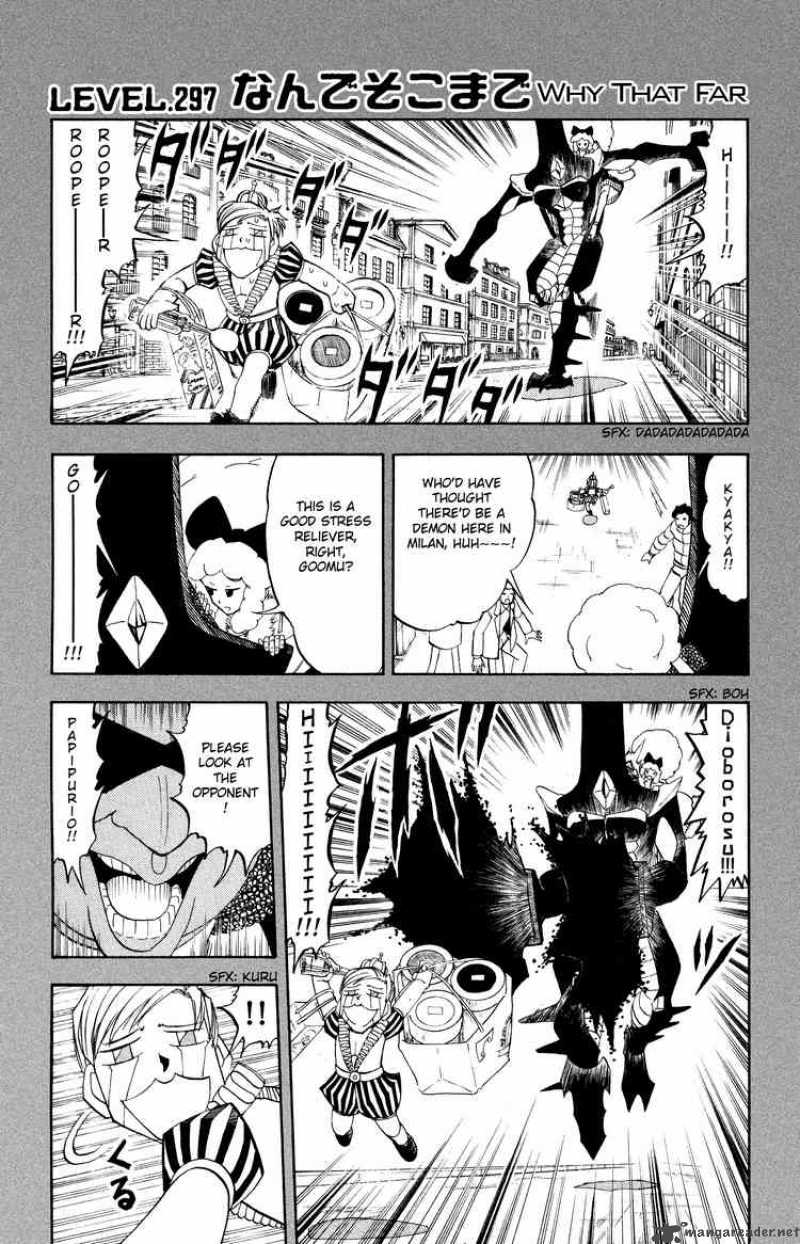 LEVEL.297 なんでそこまで WHY THAT FAR
HIIIII!!
ダダダ
ダダダ
ROOPE—R
ROOPE—R!!!
SFX: DADADADADADADA
KYAKYA!!
WHO'D HAVE
THOUGHT
THERE'D BE A
DEMON HERE IN
MILAN, HUH~~~!
THIS IS A
GOOD STRESS
RELIEVER,
RIGHT,
GOOMU?
GO—!!!
SFX: BOH
Dioborosu!!!
HIIIIIIIII!!!
PLEASE
LOOK AT
THE
OPPONENT
!
PAPIPURIO!!
SFX: KURU
!!
くる
mangareader.net